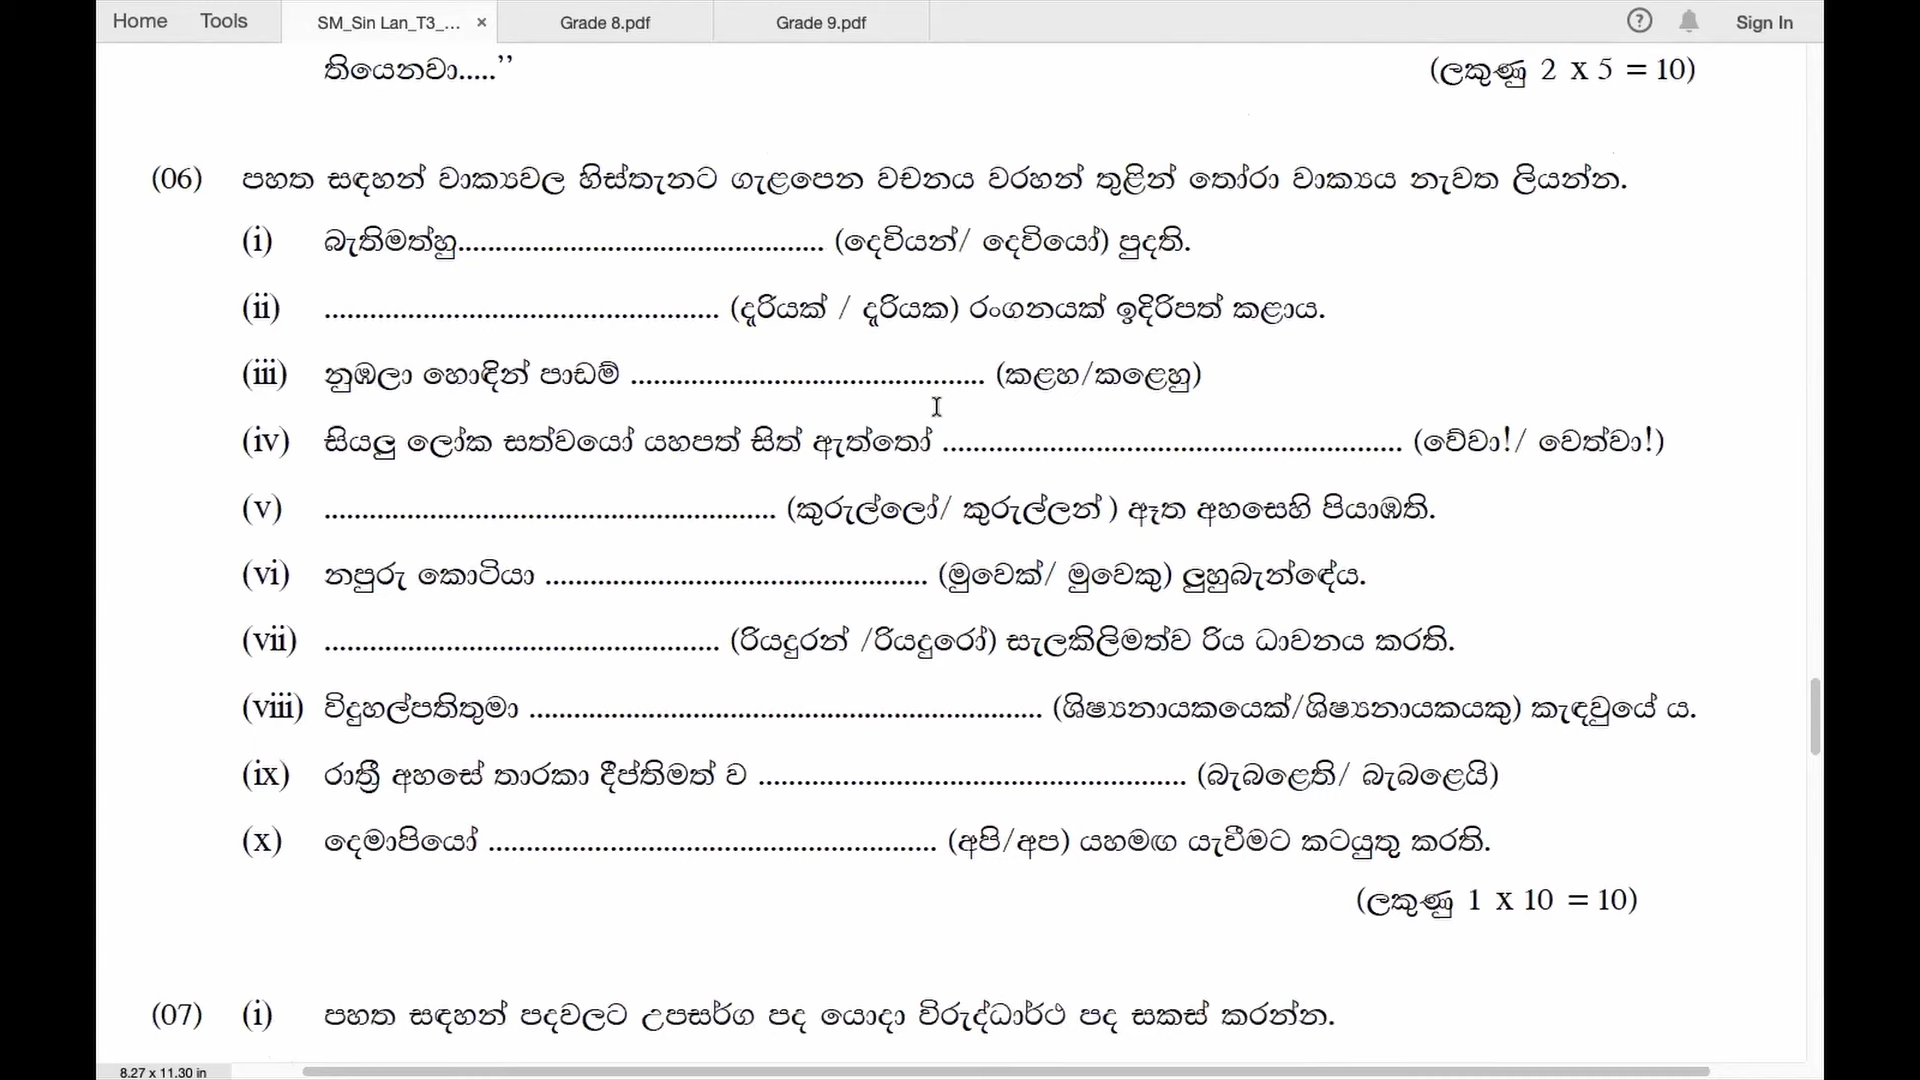 Home Tools SM_Sin Lan_T3_... × Grade 8.pdf Grade 9.pdf ? Sign In
තියෙනවා.....’’ (ලකුණු 2 x 5 = 10)
(06) පහත සඳහන් වාක්‍යවල හිස්තැනට ගැළපෙන වචනය වරහන් තුළින් තෝරා වාක්‍යය නැවත ලියන්න.
(i) බැතිමත්හු................................................ (දෙවියන්/ දෙවියෝ) පුදති.
(ii) .................................................... (දැරියක් / දැරියක) රංගනයක් ඉදිරිපත් කළාය.
(iii) නුඹලා හොඳින් පාඩම් ............................................... (කළහ/කළෙහු)
(iv) සියලු ලෝක සත්වයෝ යහපත් සිත් ඇත්තෝ ............................................................. (වේවා!/ වෙත්වා!)
(v) ............................................................ (කුරුල්ලෝ/ කුරුල්ලන්) ඈත අහසෙහි පියාඹති.
(vi) නපුරු කොටියා ................................................... (මුවෙක්/ මුවෙකු) ලුහුබැන්ඳේය.
(vii) .................................................... (රියදුරන් /රියදුරෝ) සැලකිලිමත්ව රිය ධාවනය කරති.
(viii) විදුහල්පතිතුමා .................................................................... (ශිෂ්‍යනායකයෙක්/ශිෂ්‍යනායකයකු) කැඳවුයේ ය.
(ix) රාත්‍රී අහසේ තාරකා දීප්තිමත් ව ......................................................... (බැබළෙති/ බැබළෙයි)
(x) දෙමාපියෝ ........................................................... (අපි/අප) යහමඟ යැවීමට කටයුතු කරති.
(ලකුණු 1 x 10 = 10)
(07) (i) පහත සඳහන් පදවලට උපසර්ග පද යොදා විරුද්ධාර්ථ පද සකස් කරන්න.
8.27 x 11.30 in